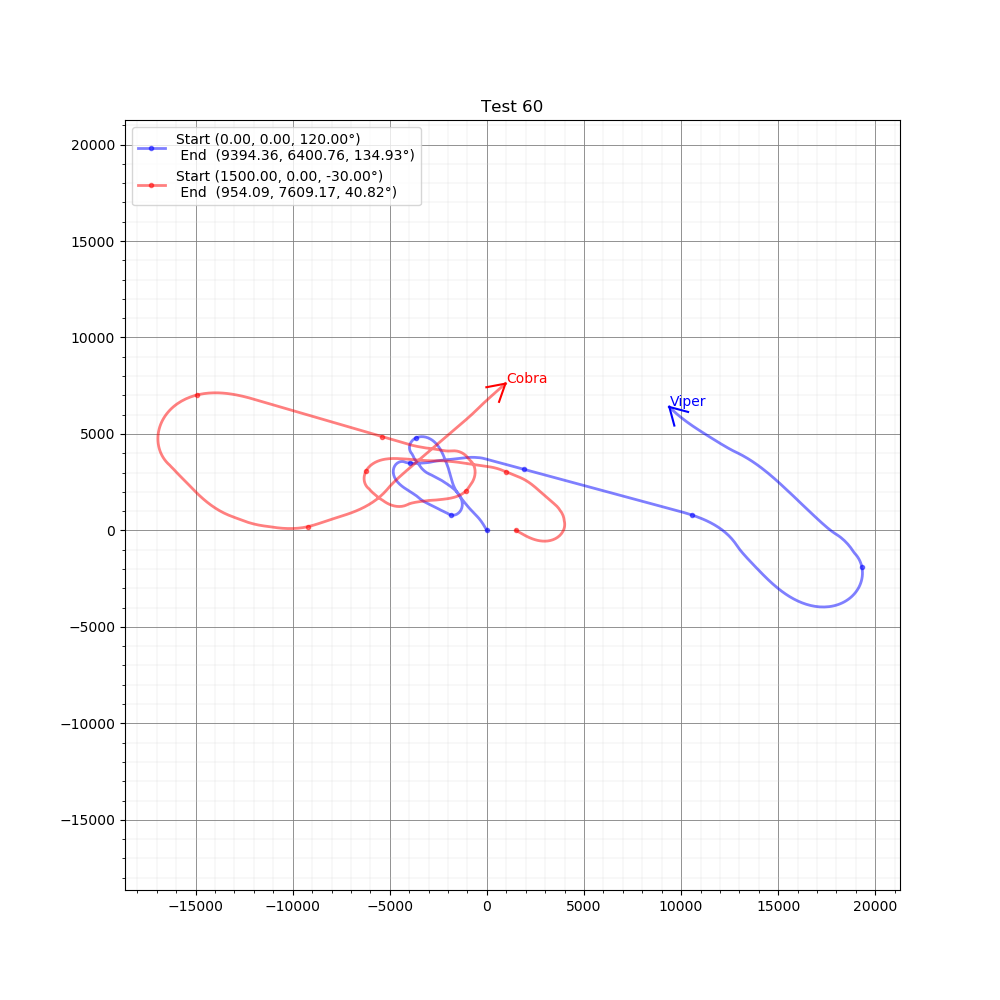 Test 60
Start (0.00, 0.00, 120.00°)
End (9394.36, 6400.76, 134.93°)
Start (1500.00, 0.00, -30.00°)
End (954.09, 7609.17, 40.82°)
20000
15000
10000
5000
0
−5000
−10000
−15000
Cobra
Viper
−15000 −10000 −5000 0 5000 10000 15000 20000